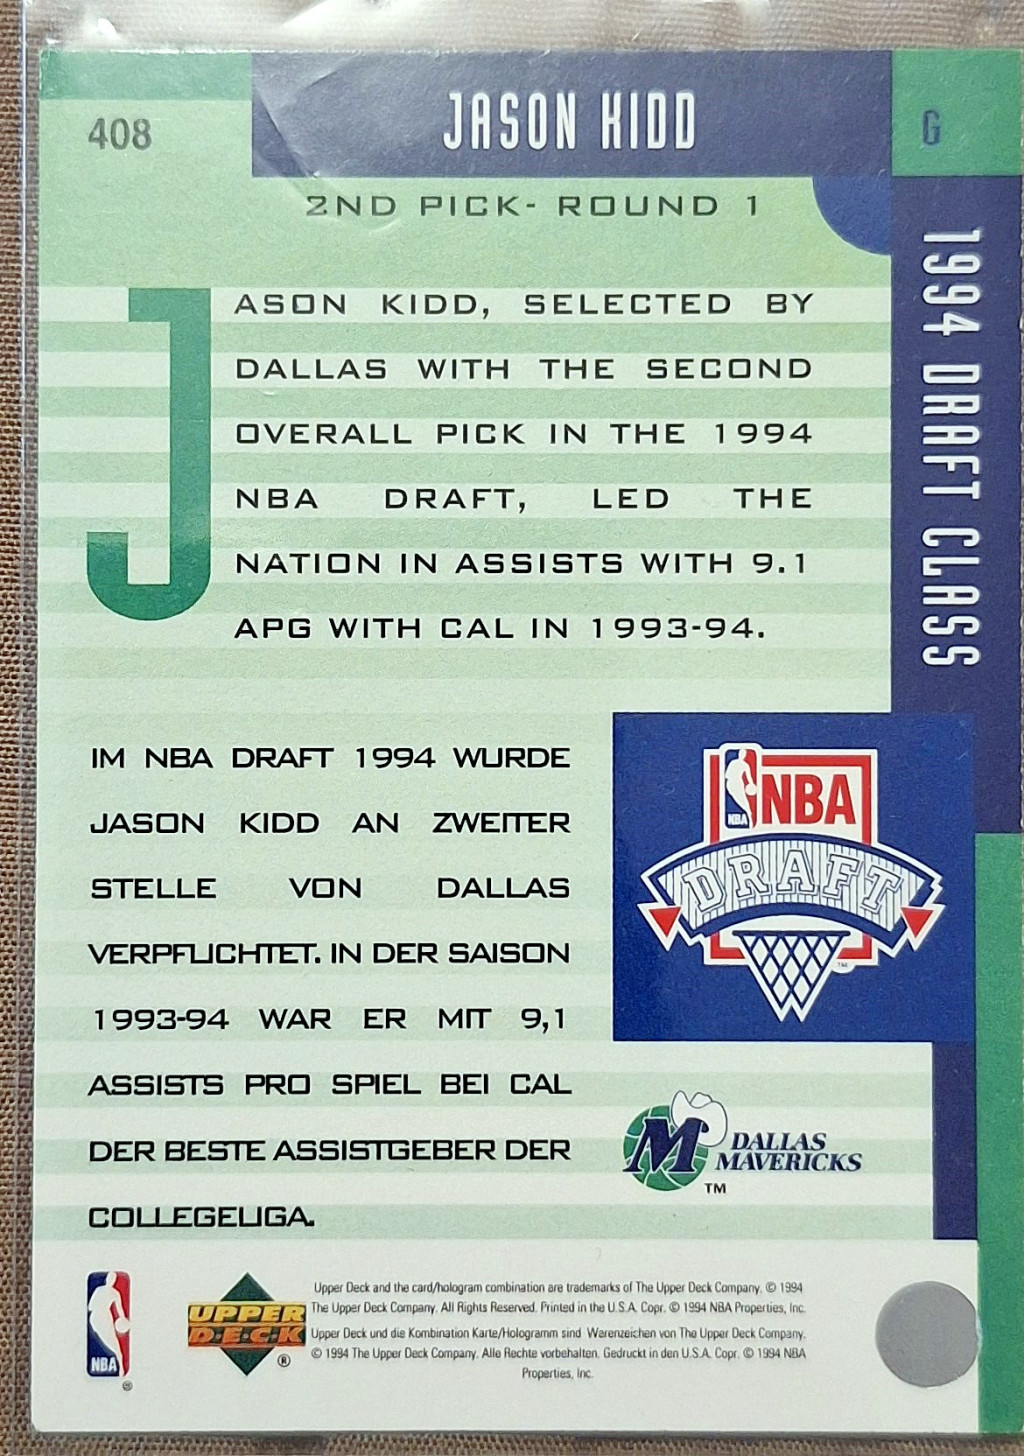 408
JASON KIDD
G
2ND PICK- ROUND 1
1994 DRAFT CLASS
JASON KIDD, SELECTED BY
DALLAS WITH THE SECOND
OVERALL PICK IN THE 1994
NBA DRAFT, LED THE
NATION IN ASSISTS WITH 9.1
APG WITH CAL IN 1993-94.
IM NBA DRAFT 1994 WURDE
JASON KIDD AN ZWEITER
STELLE VON DALLAS
VERPFLICHTET. IN DER SAISON
1993-94 WAR ER MIT 9,1
ASSISTS PRO SPIEL BEI CAL
DER BESTE ASSISTGEBER DER
COLLEGELIGA.
NBA
NBA
DRAFT
TM
DALLAS
MAVERICKS
TM
NBA
®
UPPER
D·E·C·K
®
Upper Deck and the card/hologram combination are trademarks of The Upper Deck Company. © 1994
The Upper Deck Company. All Rights Reserved. Printed in the U.S.A. Copr. © 1994 NBA Properties, Inc.
Upper Deck und die Kombination Karte/Hologramm sind Warenzeichen von The Upper Deck Company.
© 1994 The Upper Deck Company. Alle Rechte vorbehalten. Gedruckt in den U.S.A. Copr. © 1994 NBA
Properties, Inc.